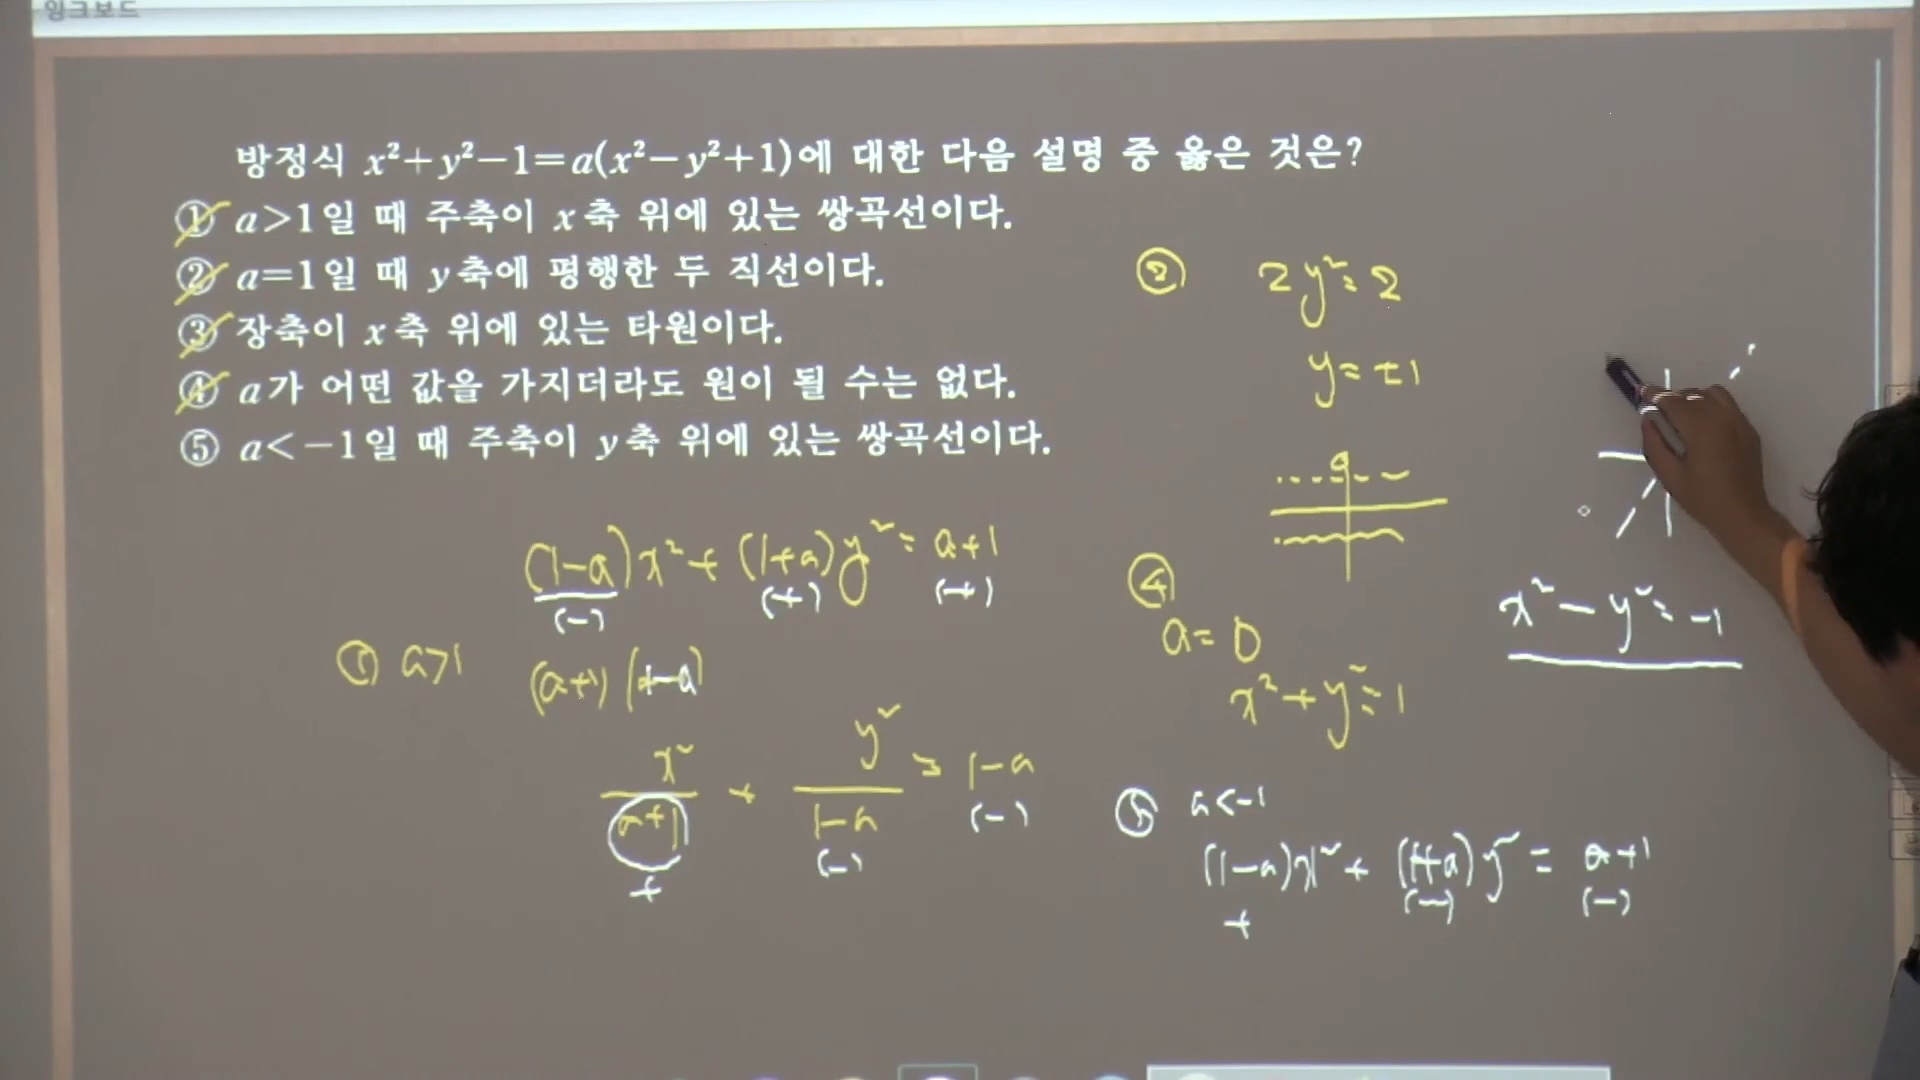 잉크보드
방정식 x²+y²−1=a(x²−y²+1)에 대한 다음 설명 중 옳은 것은?
① a>1일 때 주축이 x축 위에 있는 쌍곡선이다.
② a=1일 때 y축에 평행한 두 직선이다.
③ 장축이 x축 위에 있는 타원이다.
④ a가 어떤 값을 가지더라도 원이 될 수는 없다.
⑤ a<−1일 때 주축이 y축 위에 있는 쌍곡선이다.
(1−a)x²+(1+a)y²=a+1
(−) (+) (+)
① a>1
(a+1)(1−a)
x²/(a+1) + y²/(1−a) = 1−a
+ (−) (−)
② 2y²=2
y=±1
④
a=0
x²+y²=1
x²−y²=−1
⑤ a<−1
(1−a)x²+(1+a)y²=a+1
+ (−) (−)